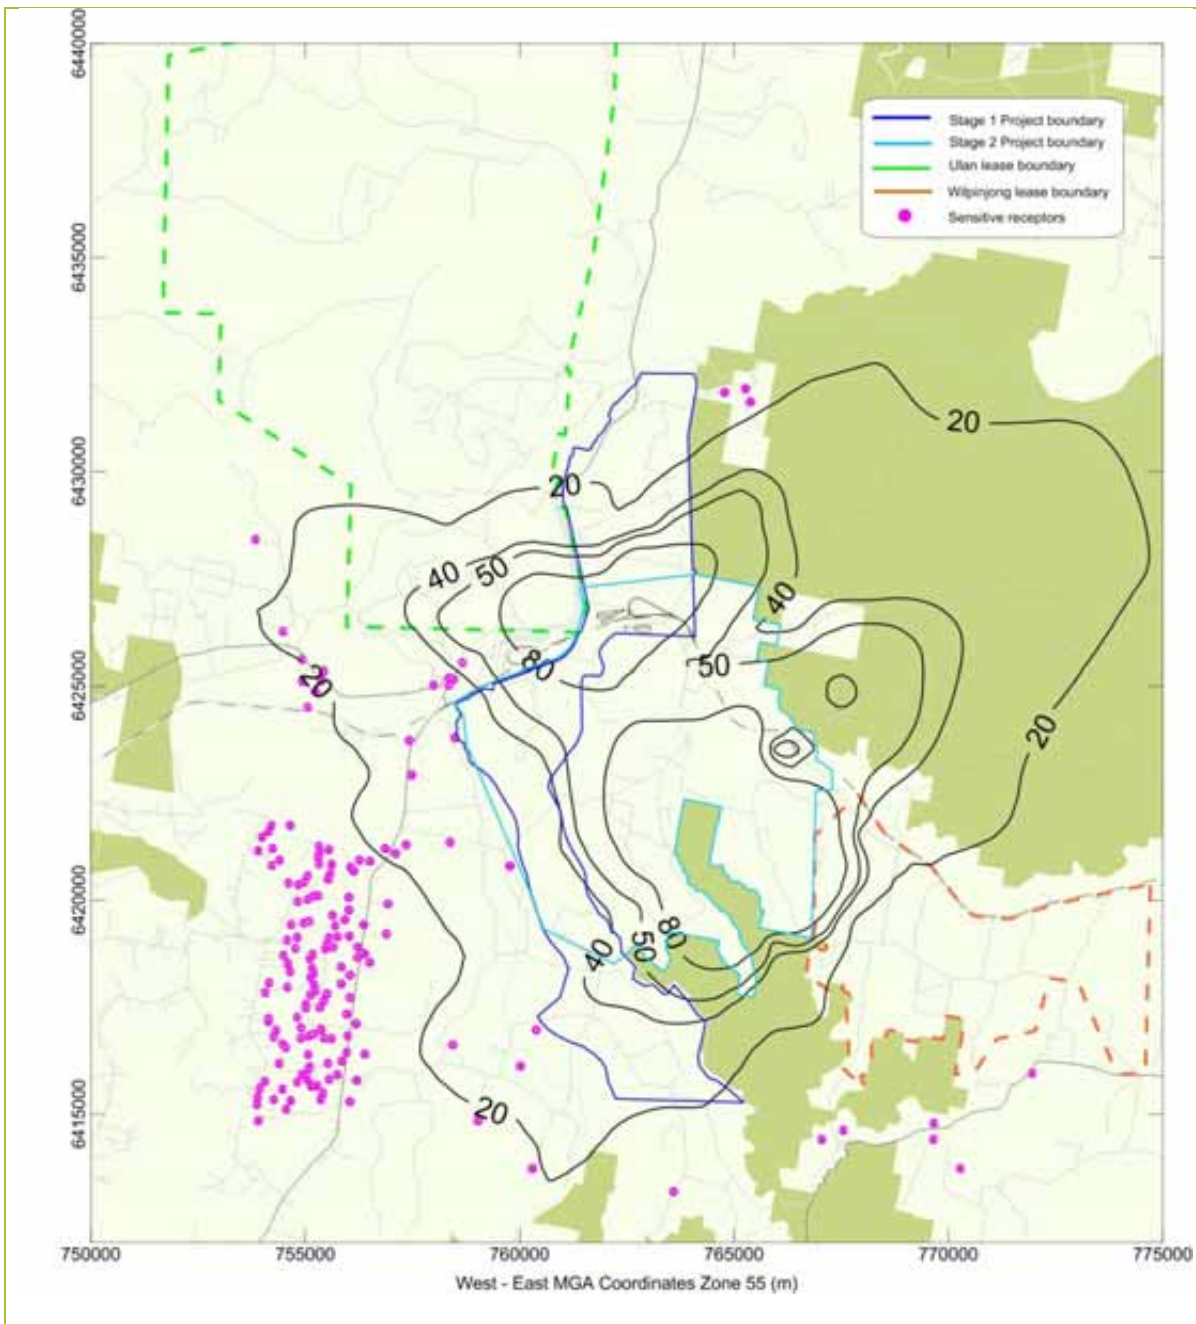 6440000
6435000
6430000
6425000
6420000
6415000
Stage 1 Project boundary
Stage 2 Project boundary
Ulan lease boundary
Wilpinjong lease boundary
Sensitive receptors
20
20
40
50
40
50
80
20
20
80
50
40
20
750000 755000 760000 765000 770000 775000
West - East MGA Coordinates Zone 55 (m)